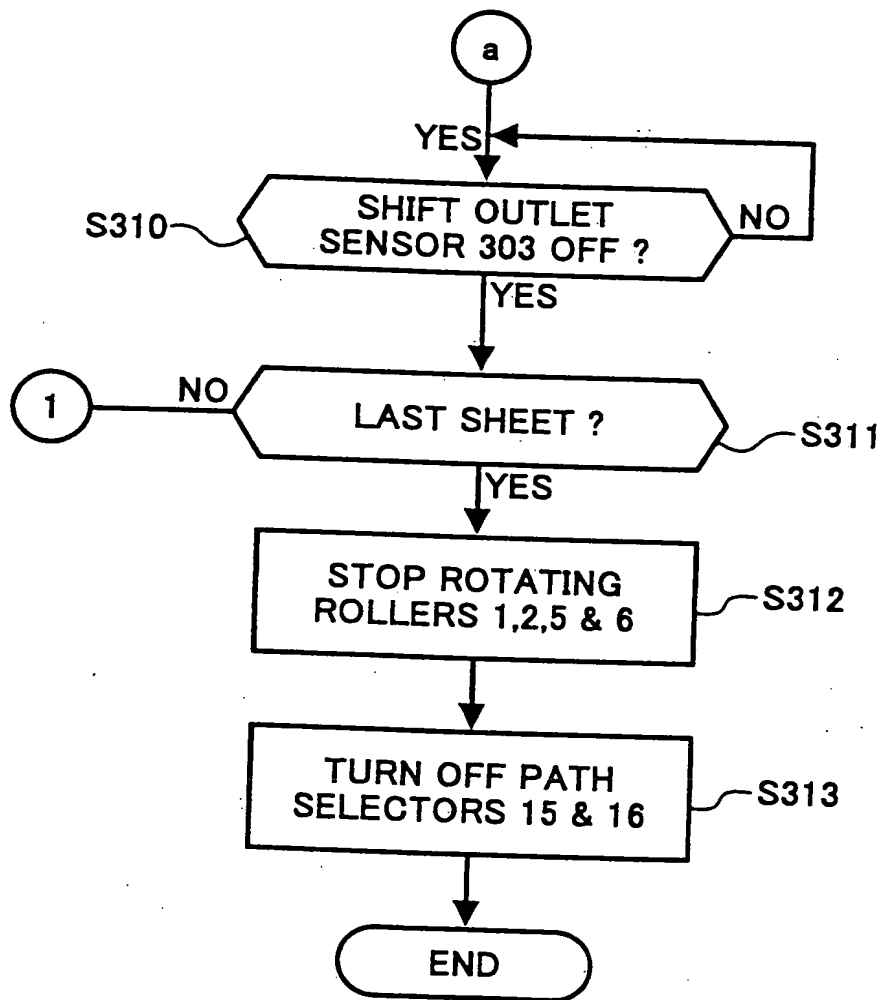 a
YES
S310
SHIFT OUTLET
SENSOR 303 OFF ?
NO
YES
1
NO
LAST SHEET ?
S311
YES
STOP ROTATING
ROLLERS 1,2,5 & 6
S312
TURN OFF PATH
SELECTORS 15 & 16
S313
END